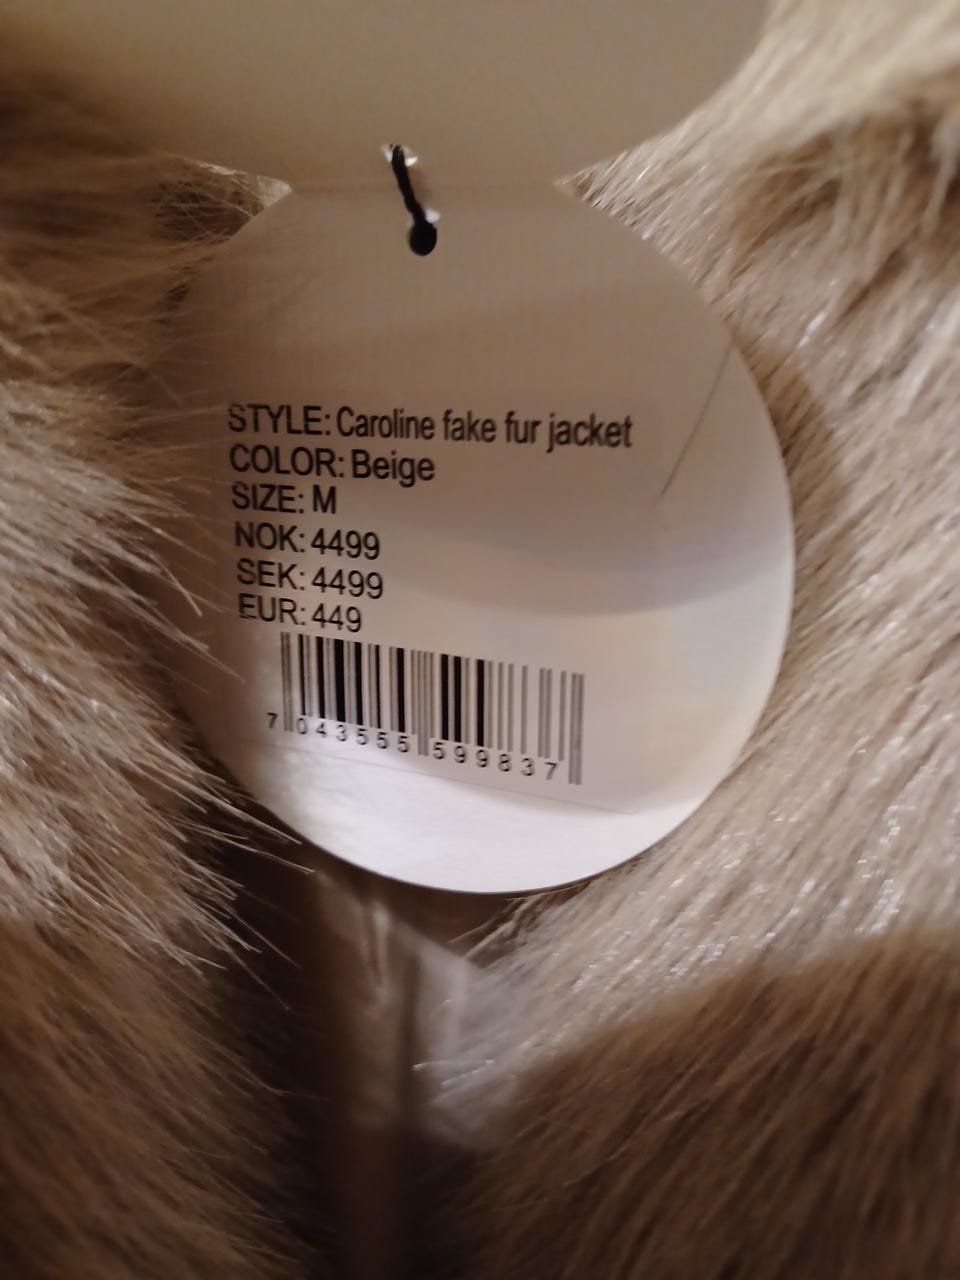 STYLE: Caroline fake fur jacket
COLOR: Beige
SIZE: M
NOK: 4499
SEK: 4499
EUR: 449
7 043555 599837